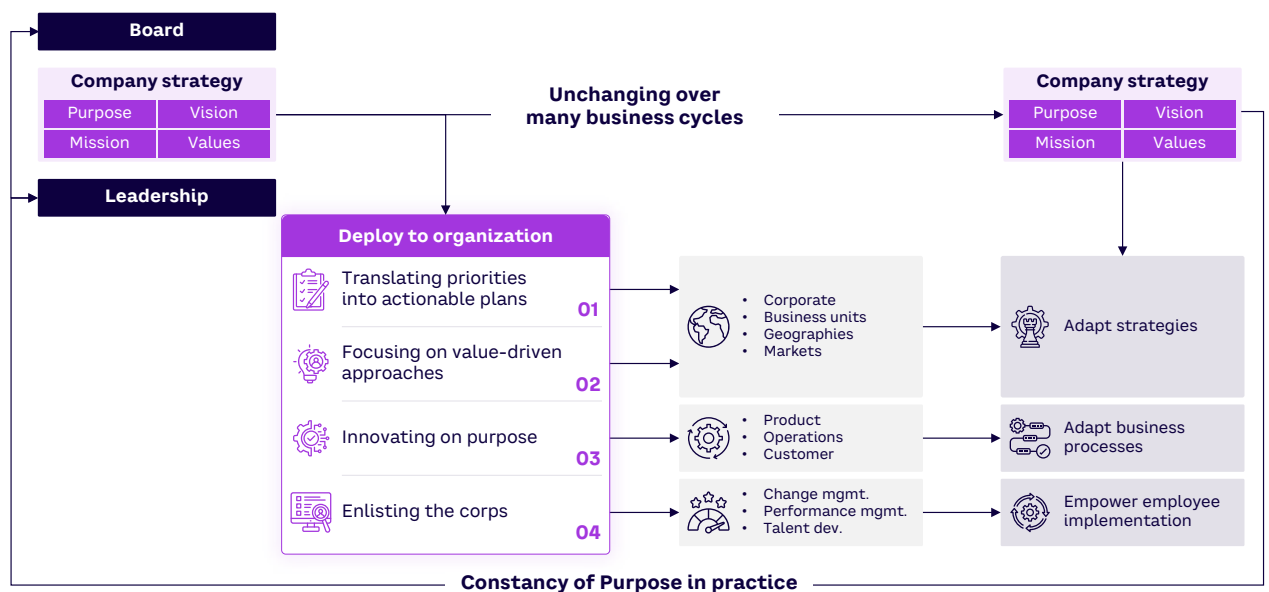 Board
Company strategy
Purpose
Vision
Mission
Values
Leadership
Unchanging over
many business cycles
Company strategy
Purpose
Vision
Mission
Values
Deploy to organization
Translating priorities
into actionable plans
01
Focusing on value-driven
approaches
02
Innovating on purpose
03
Enlisting the corps
04
• Corporate
• Business units
• Geographies
• Markets
• Product
• Operations
• Customer
• Change mgmt.
• Performance mgmt.
• Talent dev.
Adapt strategies
Adapt business
processes
Empower employee
implementation
Constancy of Purpose in practice